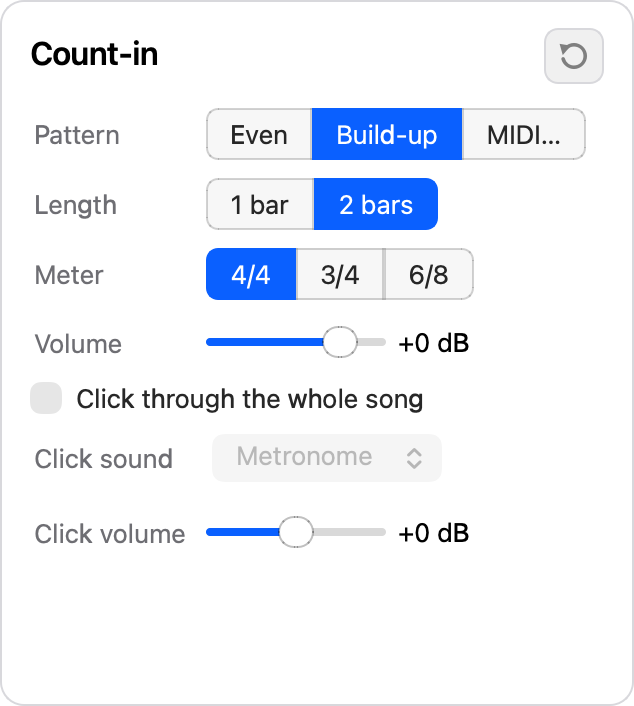 Count-in
Pattern Even Build-up MIDI...
Length 1 bar 2 bars
Meter 4/4 3/4 6/8
Volume +0 dB
Click through the whole song
Click sound Metronome
Click volume +0 dB